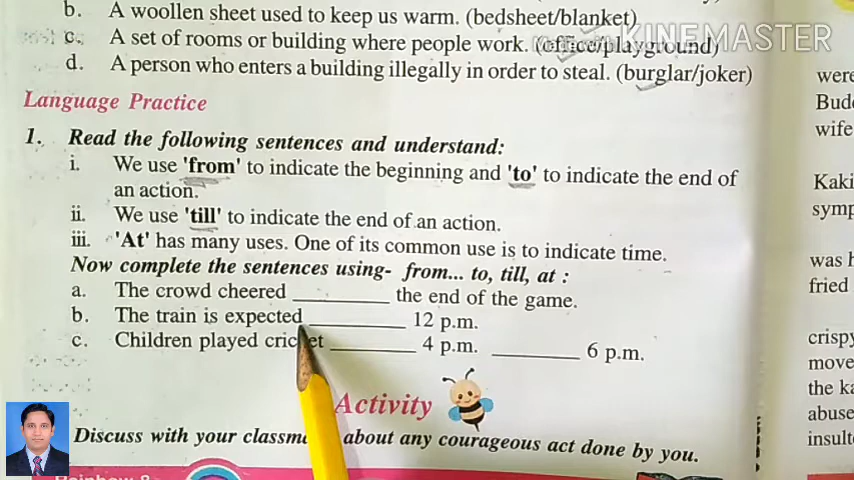 b. A woollen sheet used to keep us warm. (bedsheet/blanket)
c. A set of rooms or building where people work. (office/playground)
KINEMASTER
d. A person who enters a building illegally in order to steal. (burglar/joker)
Language Practice
1. Read the following sentences and understand:
i. We use 'from' to indicate the beginning and 'to' to indicate the end of
an action.
ii. We use 'till' to indicate the end of an action.
iii. 'At' has many uses. One of its common use is to indicate time.
Now complete the sentences using- from... to, till, at :
a. The crowd cheered ________ the end of the game.
b. The train is expected ________ 12 p.m.
c. Children played cricket ________ 4 p.m. ________ 6 p.m.
Activity
Discuss with your classma about any courageous act done by you.
were
wife
Kaki
symp
was h
fried
crispy
move
the ka
abuse
insult